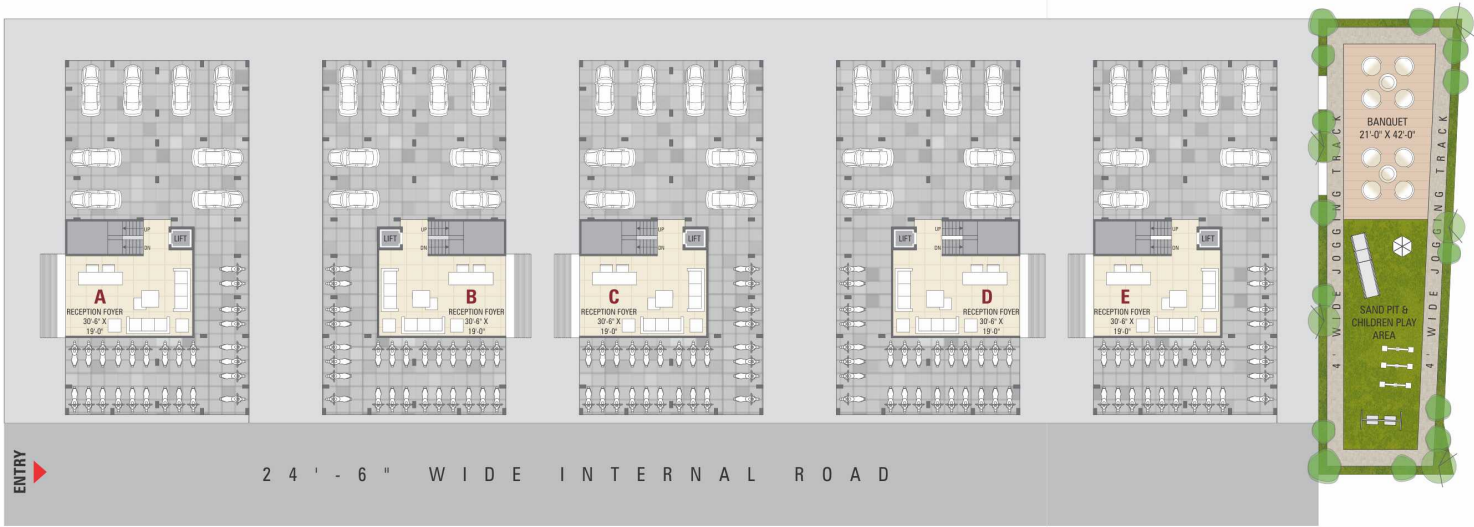 UP
LIFT
DN
A
RECEPTION FOYER
30'-6" X
19'-0"
UP
LIFT
DN
B
RECEPTION FOYER
30'-6" X
19'-0"
UP
LIFT
DN
C
RECEPTION FOYER
30'-6" X
19'-0"
UP
LIFT
DN
D
RECEPTION FOYER
30'-6" X
19'-0"
UP
LIFT
DN
E
RECEPTION FOYER
30'-6" X
19'-0"
BANQUET
21'-0" X 42'-0"
4' WIDE JOGGING TRACK
4' WIDE JOGGING TRACK
SAND PIT &
CHILDREN PLAY
AREA
ENTRY
24'-6" WIDE INTERNAL ROAD